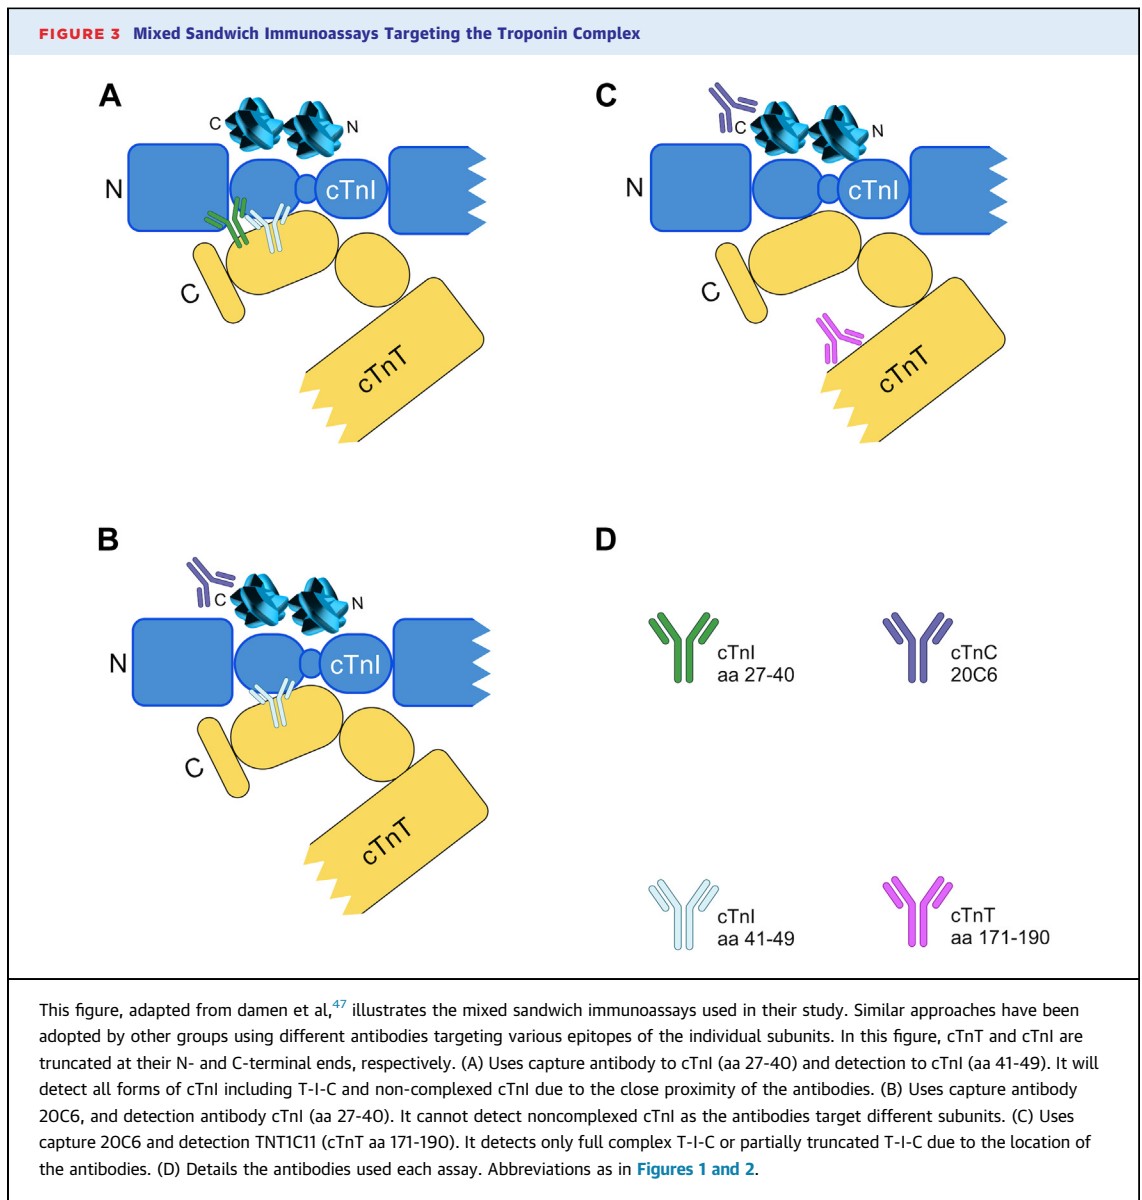 FIGURE 3 Mixed Sandwich Immunoassays Targeting the Troponin Complex
A
C
N
N
cTnI
C
cTnT
C
C
N
N
cTnI
C
cTnT
B
C
N
N
cTnI
C
cTnT
D
cTnI
aa 27-40
cTnC
20C6
cTnI
aa 41-49
cTnT
aa 171-190
This figure, adapted from damen et al,47 illustrates the mixed sandwich immunoassays used in their study. Similar approaches have been
adopted by other groups using different antibodies targeting various epitopes of the individual subunits. In this figure, cTnT and cTnI are
truncated at their N- and C-terminal ends, respectively. (A) Uses capture antibody to cTnI (aa 27-40) and detection to cTnI (aa 41-49). It will
detect all forms of cTnI including T-I-C and non-complexed cTnI due to the close proximity of the antibodies. (B) Uses capture antibody
20C6, and detection antibody cTnI (aa 27-40). It cannot detect noncomplexed cTnI as the antibodies target different subunits. (C) Uses
capture 20C6 and detection TNT1C11 (cTnT aa 171-190). It detects only full complex T-I-C or partially truncated T-I-C due to the location of
the antibodies. (D) Details the antibodies used each assay. Abbreviations as in Figures 1 and 2.